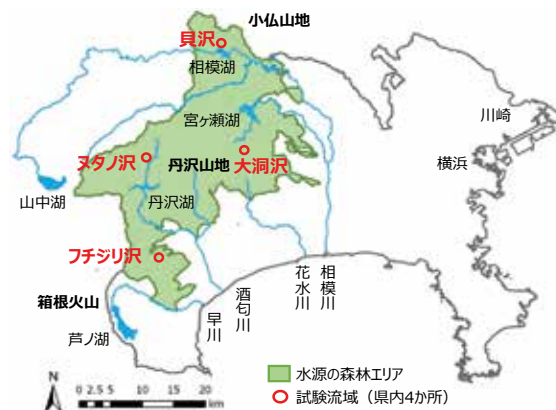 小仏山地
貝沢
相模湖
川崎
宮ヶ瀬湖
横浜
ヌタノ沢
丹沢山地
大洞沢
山中湖
丹沢湖
フチジリ沢
箱根火山
芦ノ湖
早川
酒匂川
花水川
相模川
水源の森林エリア
試験流域（県内4か所）
N
0 2.5 5 10 15 20
km